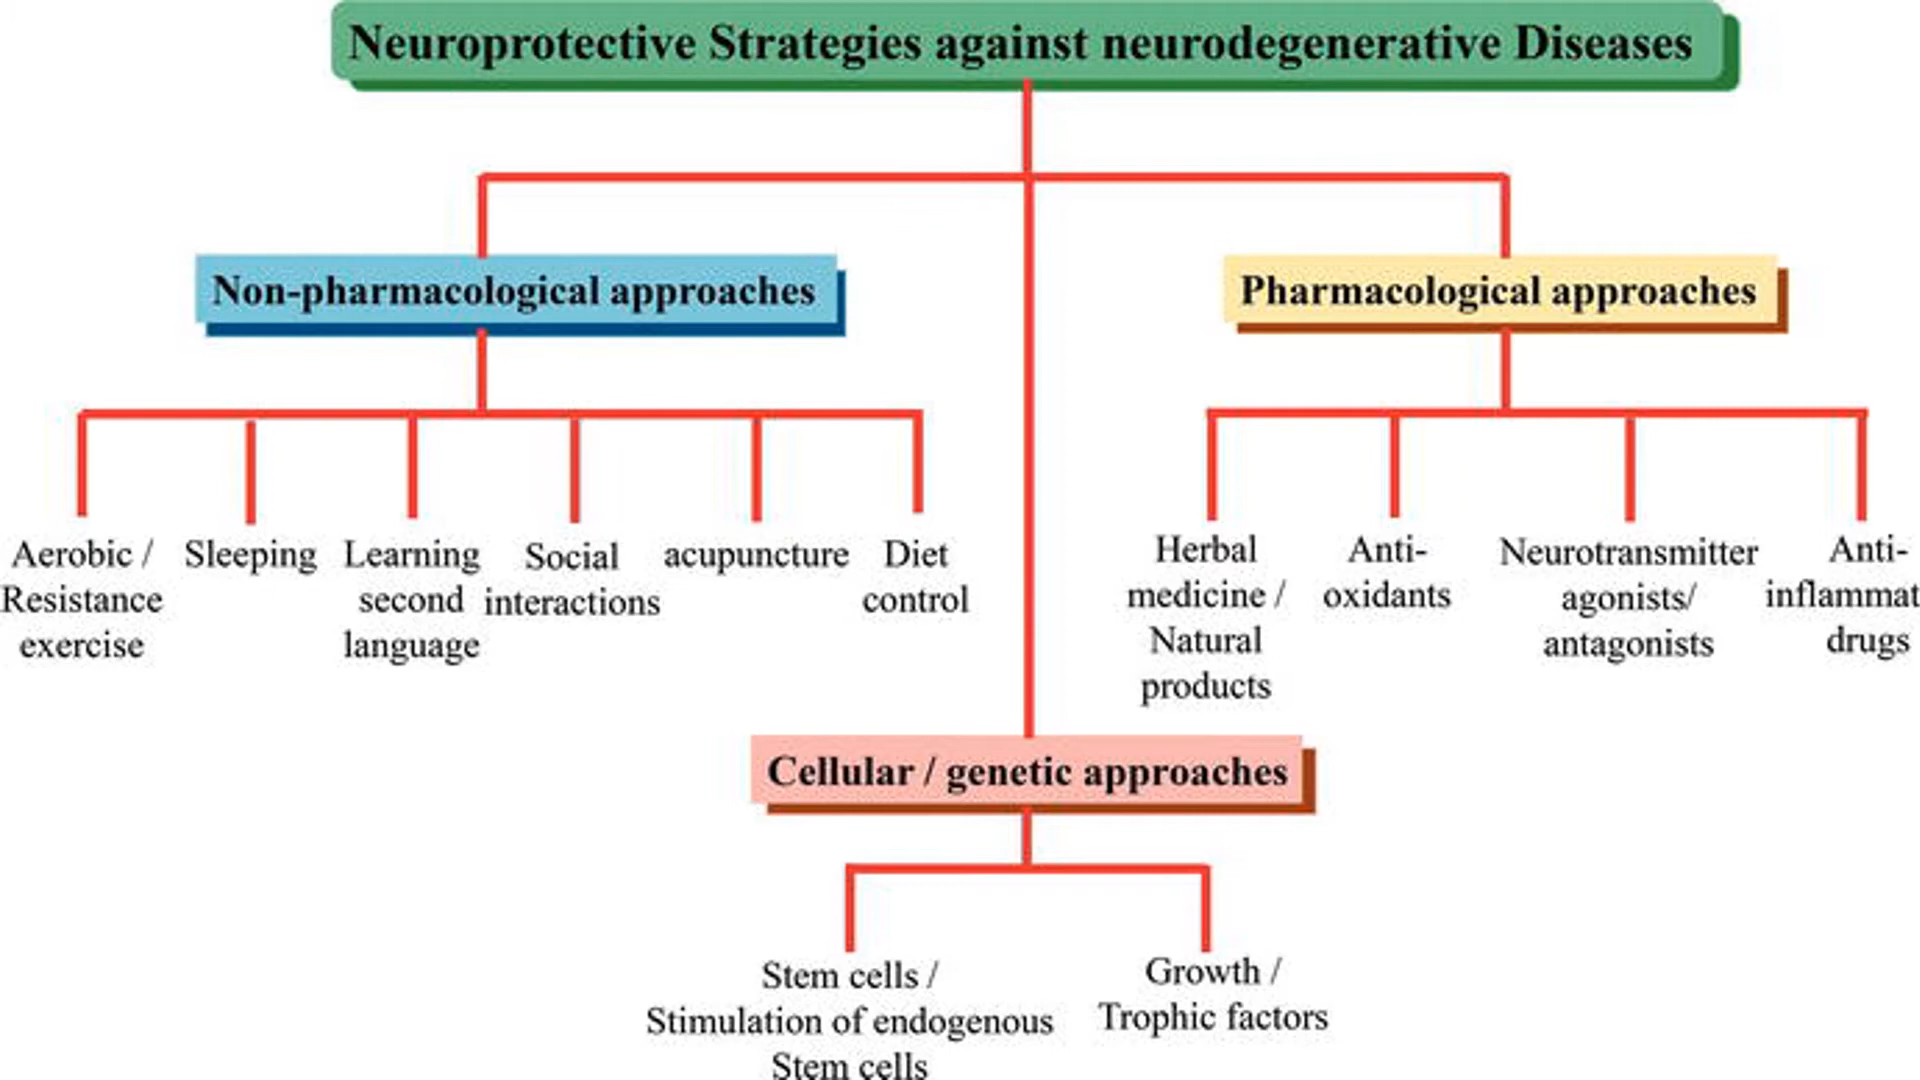 Neuroprotective Strategies against neurodegenerative Diseases
Non-pharmacological approaches
Pharmacological approaches
Aerobic /
Resistance
exercise
Sleeping
Learning
second
language
Social
interactions
acupuncture
Diet
control
Herbal
medicine /
Natural
products
Anti-
oxidants
Neurotransmitter
agonists/
antagonists
Anti-
inflammat
drugs
Cellular / genetic approaches
Stem cells /
Stimulation of endogenous
Stem cells
Growth /
Trophic factors